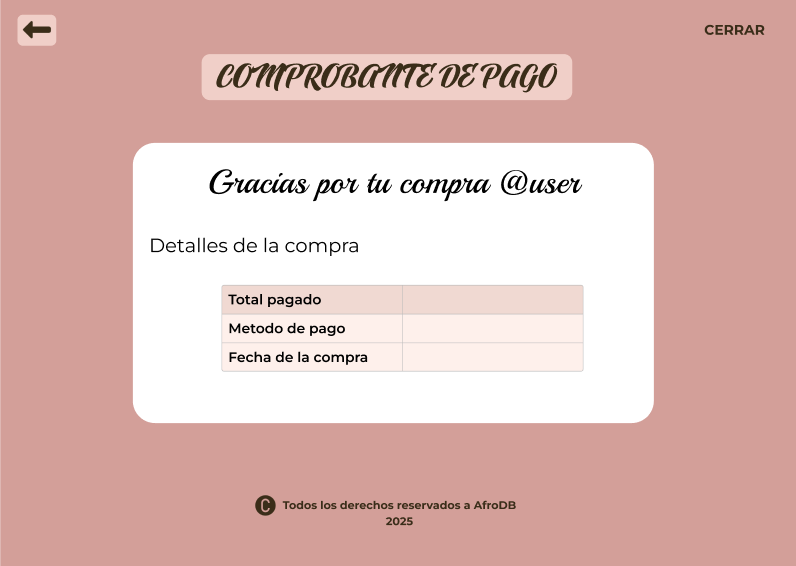 CERRAR
COMPROBANTE DE PAGO
Gracias por tu compra @user
Detalles de la compra
Total pagado
Metodo de pago
Fecha de la compra
C Todos los derechos reservados a AfroDB
2025